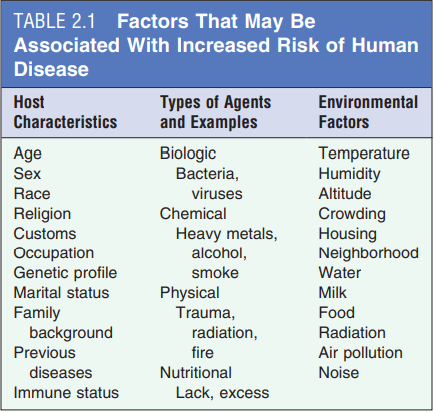 TABLE 2.1 Factors That May Be
Associated With Increased Risk of Human
Disease
Host Characteristics
Age
Sex
Race
Religion
Customs
Occupation
Genetic profile
Marital status
Family
background
Previous
diseases
Immune status
Types of Agents
and Examples
Biologic
Bacteria,
viruses
Chemical
Heavy metals,
alcohol,
smoke
Physical
Trauma,
radiation,
fire
Nutritional
Lack, excess
Environmental
Factors
Temperature
Humidity
Altitude
Crowding
Housing
Neighborhood
Water
Milk
Food
Radiation
Air pollution
Noise